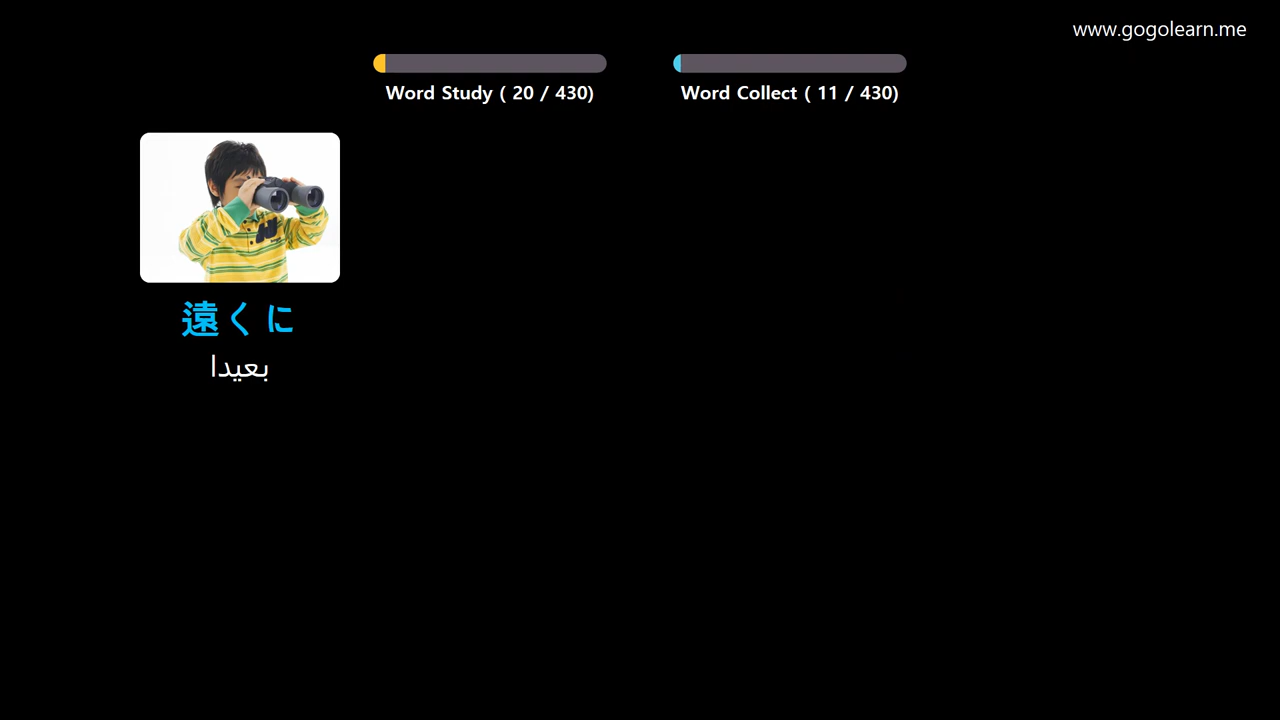 www.gogolearn.me
Word Study ( 20 / 430)
Word Collect ( 11 / 430)
遠くに
بعيدا